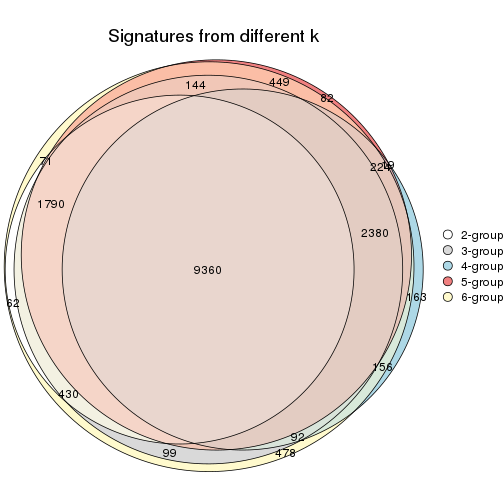 Signatures from different k
144
449
82
71
224
19
1790
2380
2-group
3-group
4-group
5-group
6-group
9360
163
62
156
430
92
99
478